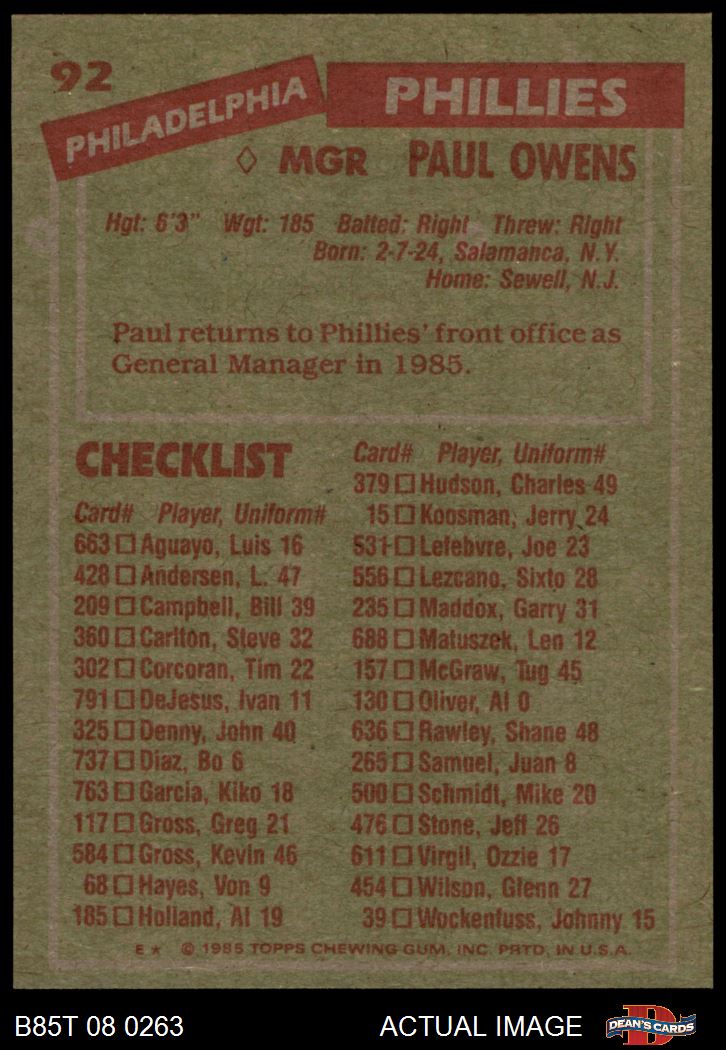 92
PHILADELPHIA
PHILLIES
◇ MGR PAUL OWENS
Hgt: 6'3" Wgt: 185 Batted: Right Threw: Right
Born: 2-7-24, Salamanca, N.Y.
Home: Sewell, N.J.
Paul returns to Phillies' front office as
General Manager in 1985.
CHECKLIST
Card# Player, Uniform#
663 □ Aguayo, Luis 16
428 □ Andersen, L. 47
209 □ Campbell, Bill 39
360 □ Carlton, Steve 32
302 □ Corcoran, Tim 22
791 □ DeJesus, Ivan 11
325 □ Denny, John 40
737 □ Diaz, Bo 6
763 □ Garcia, Kiko 18
117 □ Gross, Greg 21
584 □ Gross, Kevin 46
68 □ Hayes, Von 9
185 □ Holland, Al 19
Card# Player, Uniform#
379 □ Hudson, Charles 49
15 □ Koosman, Jerry 24
531 □ Lefebvre, Joe 23
556 □ Lezcano, Sixto 28
235 □ Maddox, Garry 31
688 □ Matuszek, Len 12
157 □ McGraw, Tug 45
130 □ Oliver, Al 0
636 □ Rawley, Shane 48
265 □ Samuel, Juan 8
500 □ Schmidt, Mike 20
476 □ Stone, Jeff 26
611 □ Virgil, Ozzie 17
454 □ Wilson, Glenn 27
39 □ Wockenfuss, Johnny 15
E★ © 1985 TOPPS CHEWING GUM, INC. PRTD. IN U.S.A.
B85T 08 0263
ACTUAL IMAGE
D
DEAN'S CARDS